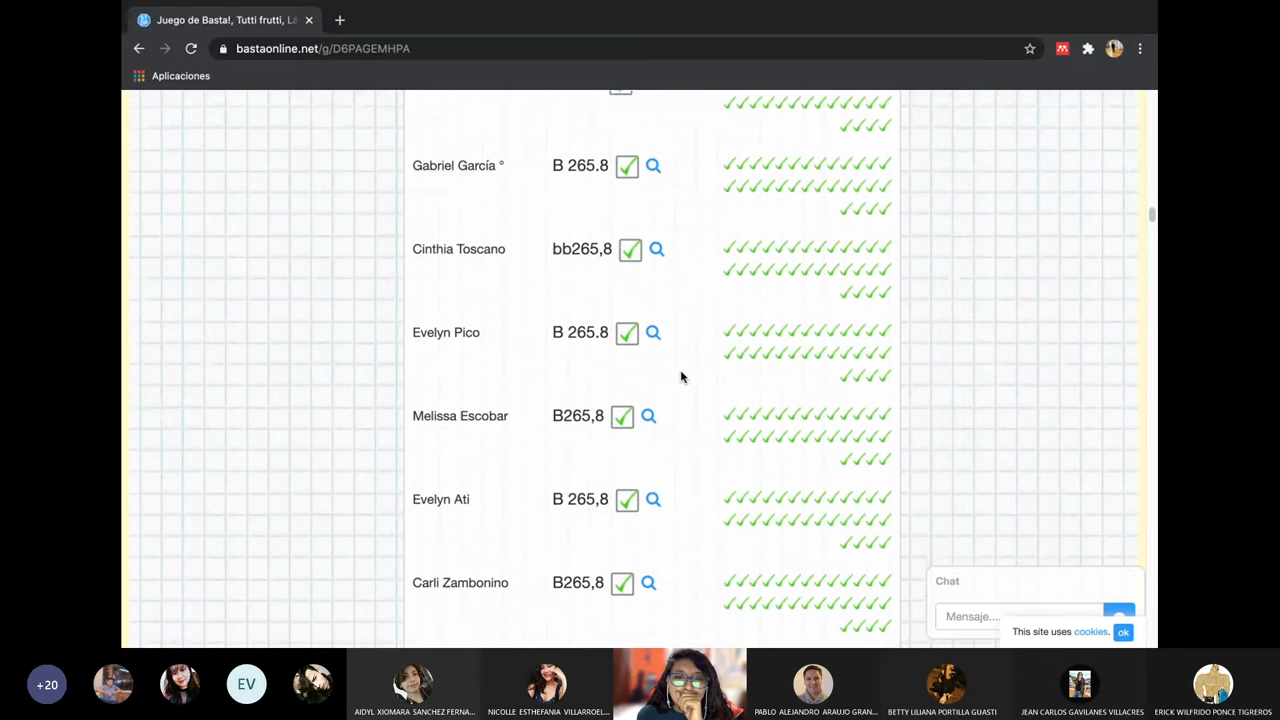 Juego de Basta!, Tutti frutti, Lá
bastaonline.net/g/D6PAGEMHPA
Aplicaciones
Gabriel García ° B 265.8
Cinthia Toscano bb265,8
Evelyn Pico B 265.8
Melissa Escobar B265,8
Evelyn Ati B 265,8
Carli Zambonino B265,8
Chat
Mensaje....
This site uses cookies. ok
+20
EV
AIDYL XIOMARA SANCHEZ FERNA...
NICOLLE ESTHEFANIA VILLARROEL...
PABLO ALEJANDRO ARAUJO GRAN...
BETTY LILIANA PORTILLA GUASTI
JEAN CARLOS GAVILANES VILLACRES
ERICK WILFRIDO PONCE TIGREROS